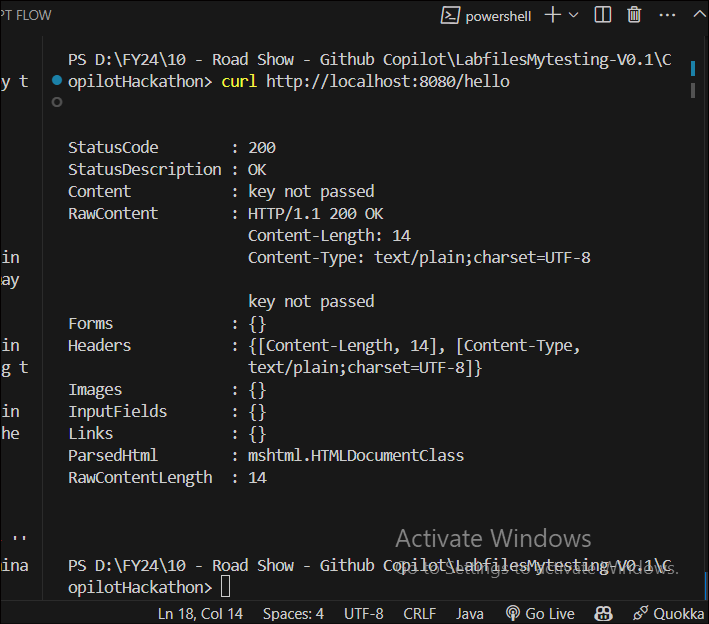 PT FLOW
powershell
PS D:\FY24\10 - Road Show - Github Copilot\LabfilesMytesting-V0.1\C
opilotHackathon> curl http://localhost:8080/hello
y t
StatusCode : 200
StatusDescription : OK
Content : key not passed
RawContent : HTTP/1.1 200 OK
Content-Length: 14
in
Content-Type: text/plain;charset=UTF-8
ay
key not passed
Forms : {}
in
Headers : {[Content-Length, 14], [Content-Type,
g t
text/plain;charset=UTF-8]}
Images : {}
in
InputFields : {}
he
Links : {}
ParsedHtml : mshtml.HTMLDocumentClass
RawContentLength : 14
''
Activate Windows
Go to Settings to activate Windows.
ina
PS D:\FY24\10 - Road Show - Github Copilot\LabfilesMytesting-V0.1\C
opilotHackathon>
Ln 18, Col 14 Spaces: 4 UTF-8 CRLF Java Go Live Quokka